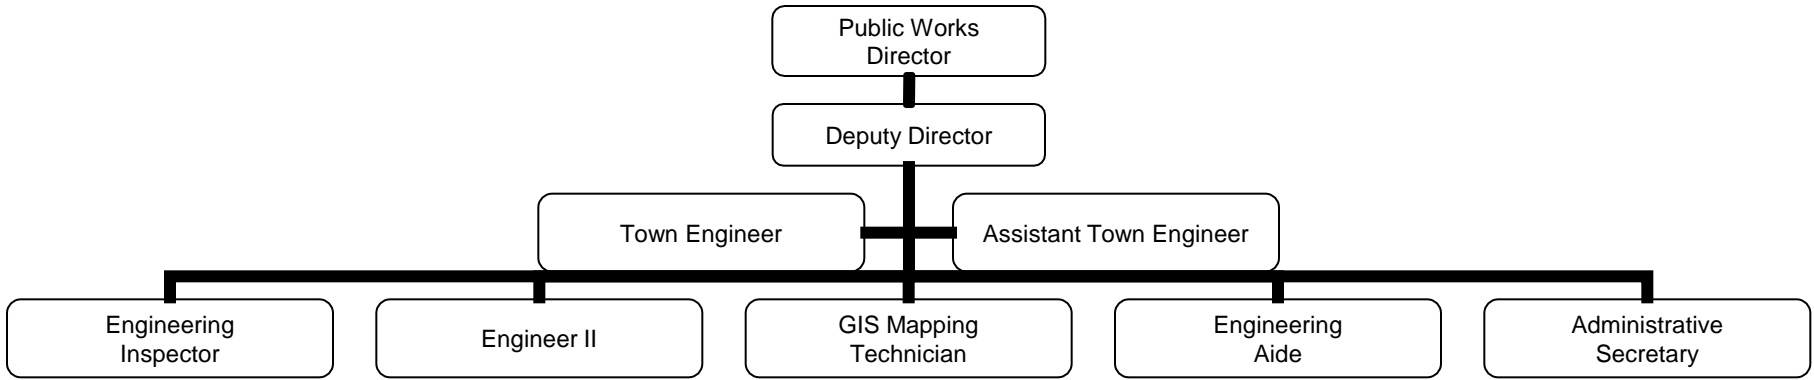 Public Works
Director
Deputy Director
Town Engineer
Assistant Town Engineer
Engineering
Inspector
Engineer II
GIS Mapping
Technician
Engineering
Aide
Administrative
Secretary